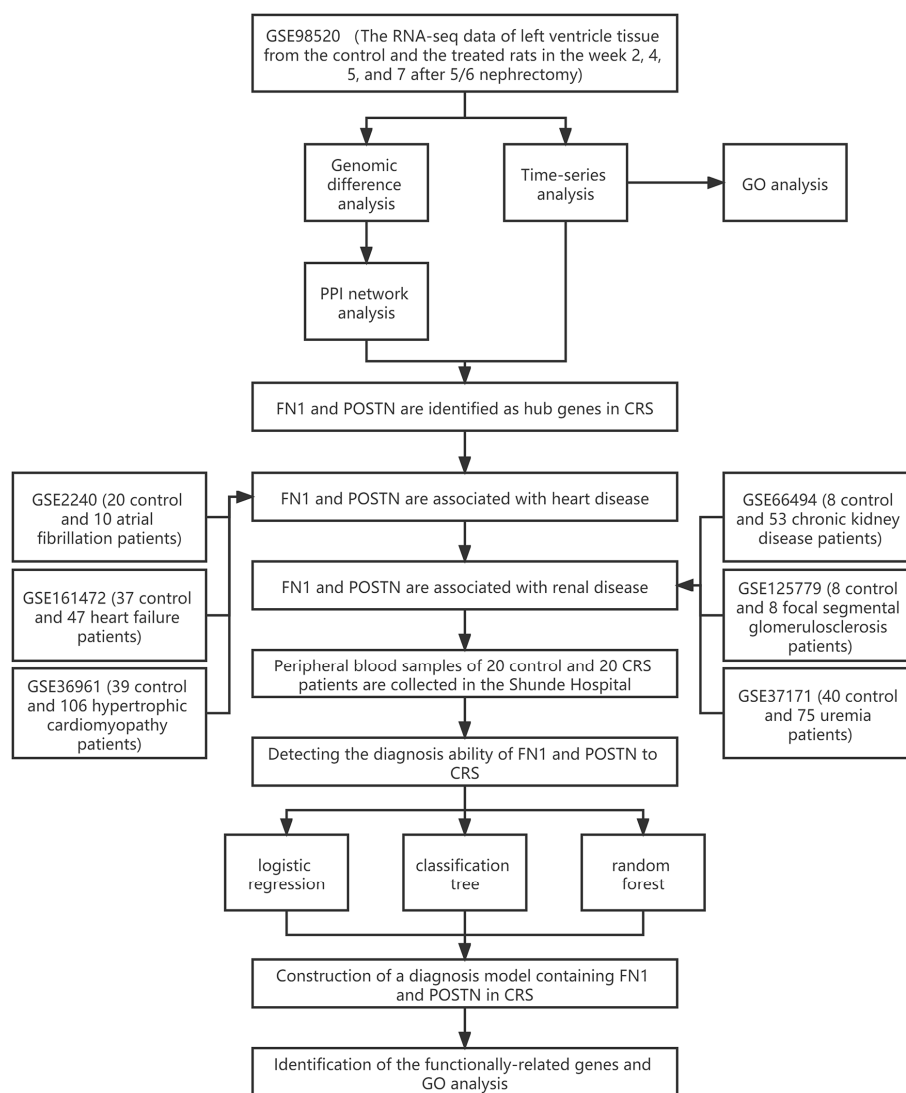 GSE98520 （The RNA-seq data of left ventricle tissue
from the control and the treated rats in the week 2, 4,
5, and 7 after 5/6 nephrectomy)
Genomic
difference
analysis
Time-series
analysis
GO analysis
PPI network
analysis
FN1 and POSTN are identified as hub genes in CRS
GSE2240 (20 control
and 10 atrial
fibrillation patients)
FN1 and POSTN are associated with heart disease
GSE66494 (8 control
and 53 chronic kidney
disease patients)
GSE161472 (37 control
and 47 heart failure
patients)
FN1 and POSTN are associated with renal disease
GSE125779 (8 control
and 8 focal segmental
glomerulosclerosis
patients)
GSE36961 (39 control
and 106 hypertrophic
cardiomyopathy
patients)
Peripheral blood samples of 20 control and 20 CRS
patients are collected in the Shunde Hospital
GSE37171 (40 control
and 75 uremia
patients)
Detecting the diagnosis ability of FN1 and POSTN to
CRS
logistic
regression
classification
tree
random
forest
Construction of a diagnosis model containing FN1
and POSTN in CRS
Identification of the functionally-related genes and
GO analysis